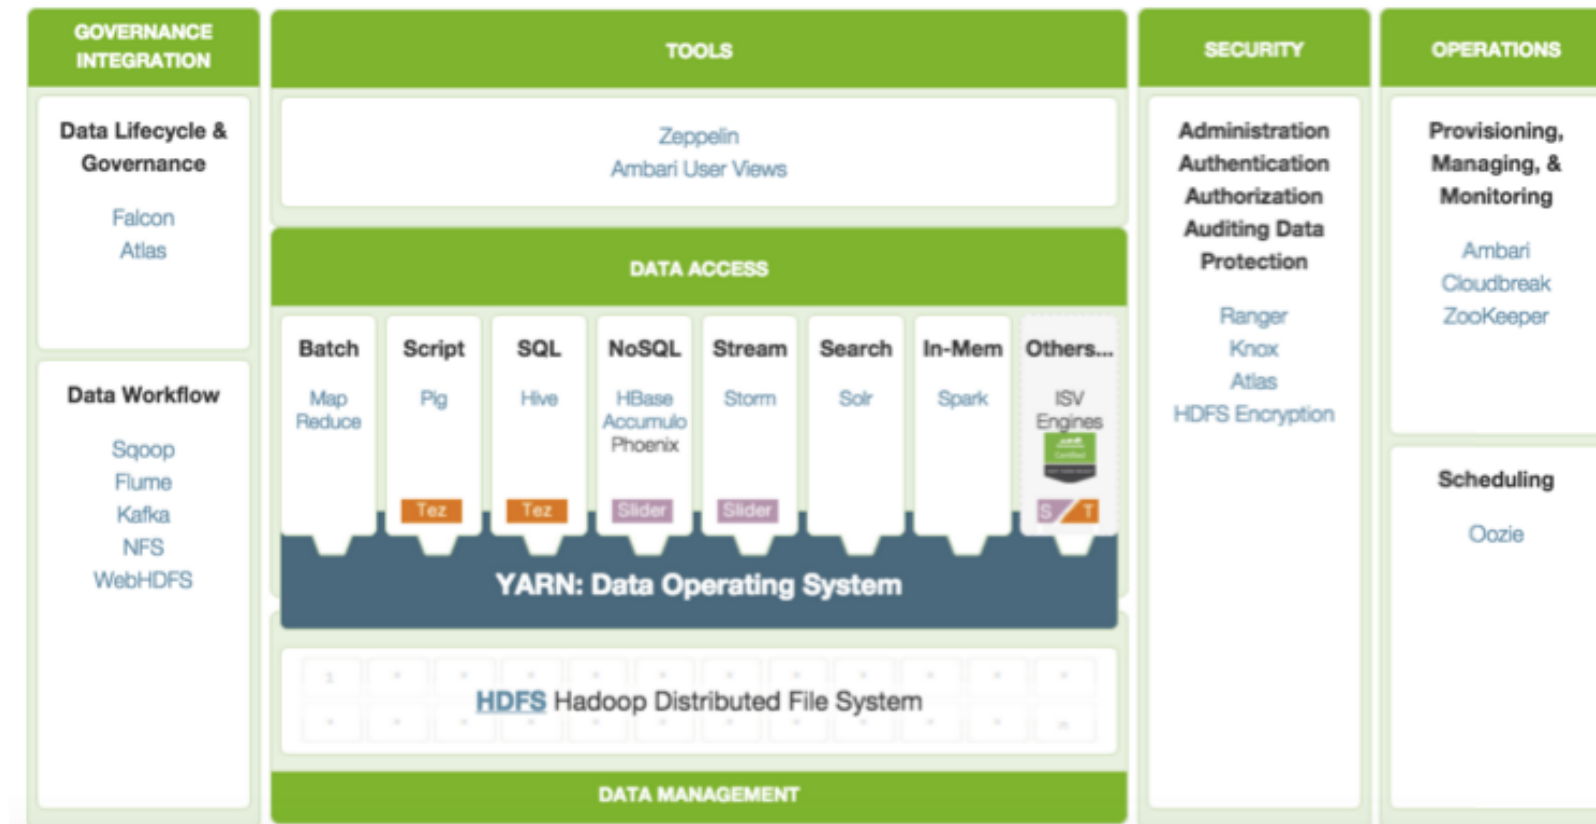 GOVERNANCE
INTEGRATION
Data Lifecycle &
Governance
Falcon
Atlas
Data Workflow
Sqoop
Flume
Kafka
NFS
WebHDFS
TOOLS
Zeppelin
Ambari User Views
DATA ACCESS
Batch
Map
Reduce
Script
Pig
Tez
SQL
Hive
Tez
NoSQL
HBase
Accumulo
Phoenix
Slider
Stream
Storm
Slider
Search
Solr
In-Mem
Spark
Others...
ISV
Engines
Certified
S T
YARN: Data Operating System
1
HDFS Hadoop Distributed File System
DATA MANAGEMENT
SECURITY
Administration
Authentication
Authorization
Auditing Data
Protection
Ranger
Knox
Atlas
HDFS Encryption
OPERATIONS
Provisioning,
Managing, &
Monitoring
Ambari
Cloudbreak
ZooKeeper
Scheduling
Oozie